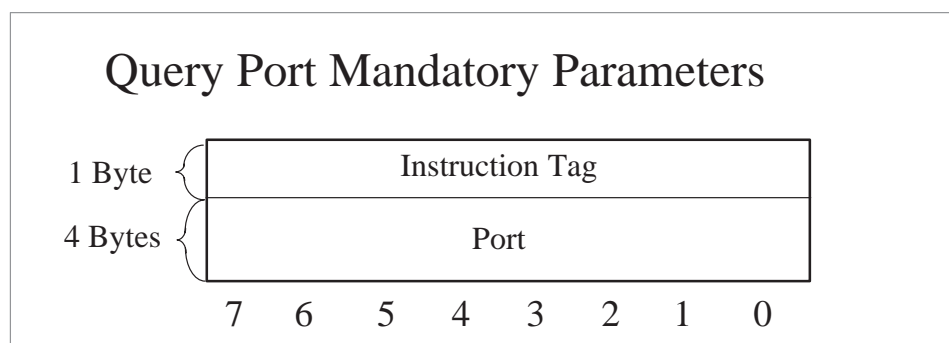 Query Port Mandatory Parameters
1 Byte
Instruction Tag
4 Bytes
Port
7 6 5 4 3 2 1 0